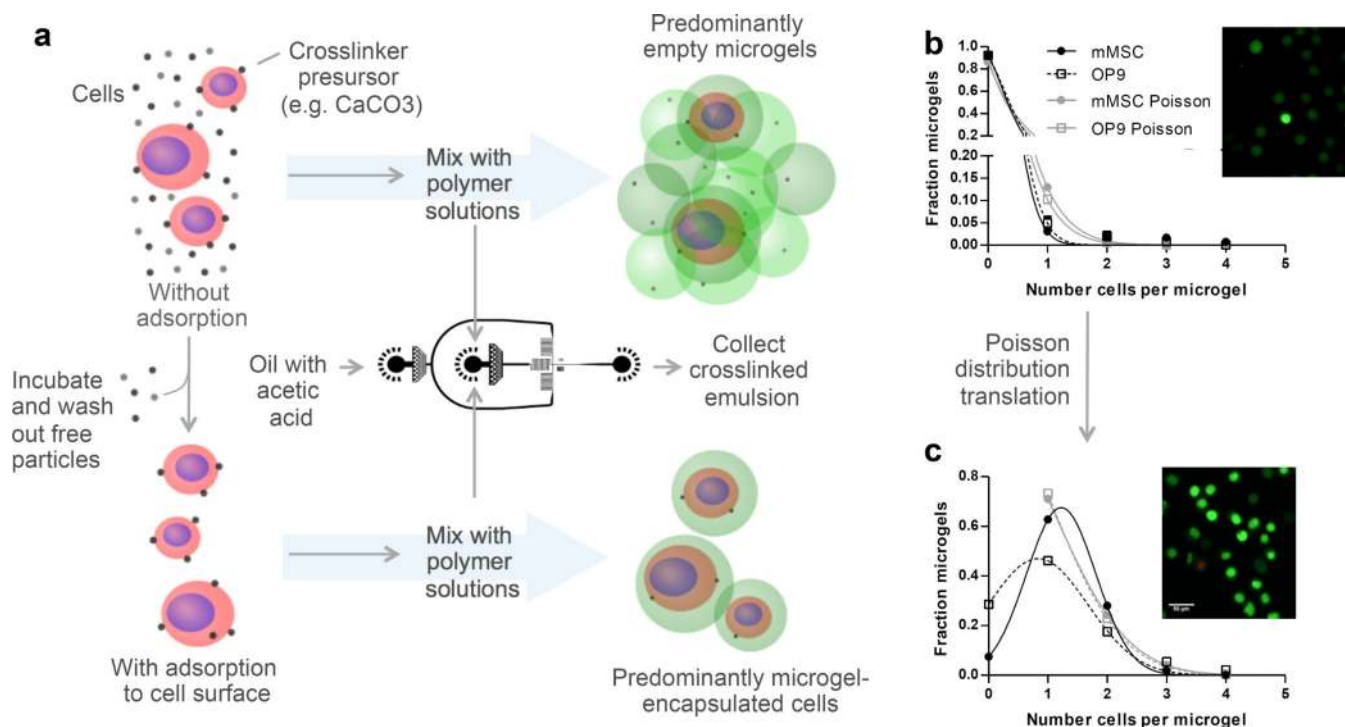 a
Cells
Crosslinker
presursor
(e.g. CaCO3)
Without
adsorption
Mix with
polymer
solutions
Predominantly
empty microgels
Incubate
and wash
out free
particles
Oil with
acetic
acid
Collect
crosslinked
emulsion
With adsorption
to cell surface
Mix with
polymer
solutions
Predominantly microgel-
encapsulated cells
b
Fraction microgels
1.0
0.8
0.6
0.4
0.2
0.20
0.15
0.10
0.05
0.00
mMSC
OP9
mMSC Poisson
OP9 Poisson
0 1 2 3 4 5
Number cells per microgel
Poisson
distribution
translation
c
Fraction microgels
0.8
0.6
0.4
0.2
0.0
0 1 2 3 4 5
Number cells per microgel